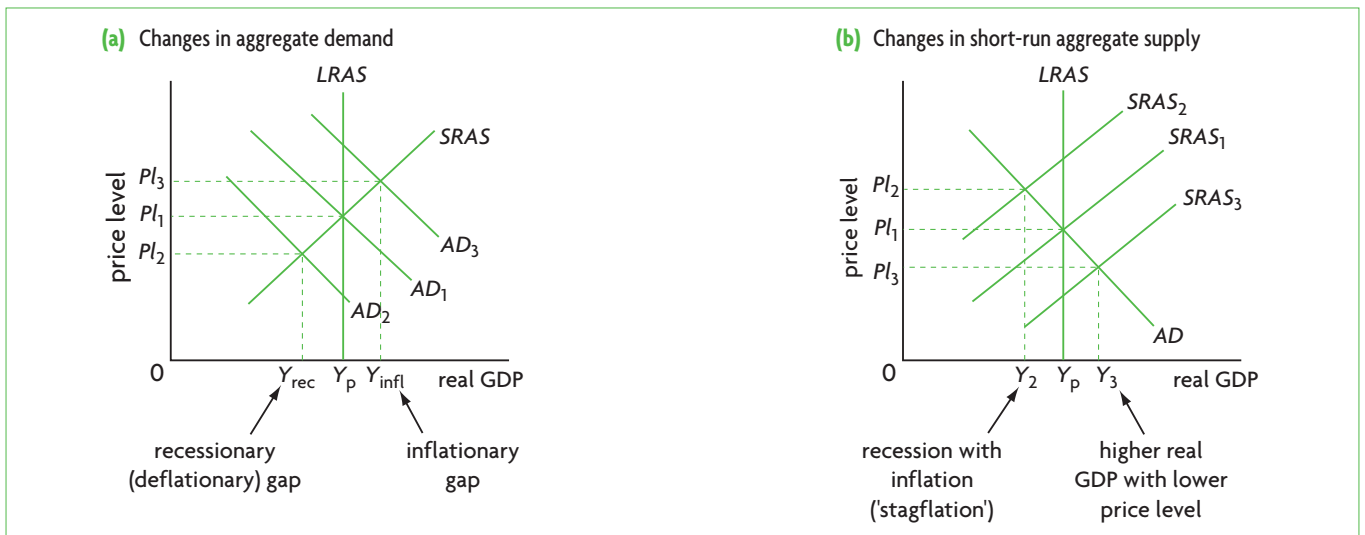 (a) Changes in aggregate demand
LRAS
SRAS
price level
Pl3
Pl1
Pl2
AD3
AD1
AD2
0
Yrec
Yp
Yinfl
real GDP
recessionary
(deflationary) gap
inflationary
gap
(b) Changes in short-run aggregate supply
LRAS
SRAS2
SRAS1
SRAS3
price level
Pl2
Pl1
Pl3
AD
0
Y2
Yp
Y3
real GDP
recession with
inflation
('stagflation')
higher real
GDP with lower
price level